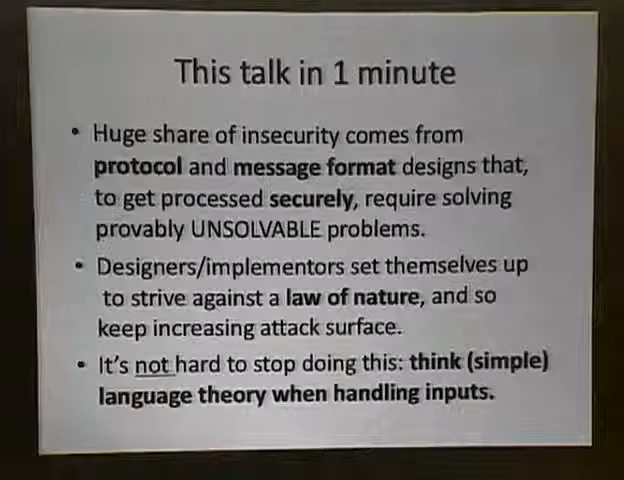 This talk in 1 minute
• Huge share of insecurity comes from
protocol and message format designs that,
to get processed securely, require solving
provably UNSOLVABLE problems.
• Designers/implementors set themselves up
to strive against a law of nature, and so
keep increasing attack surface.
• It's not hard to stop doing this: think (simple)
language theory when handling inputs.